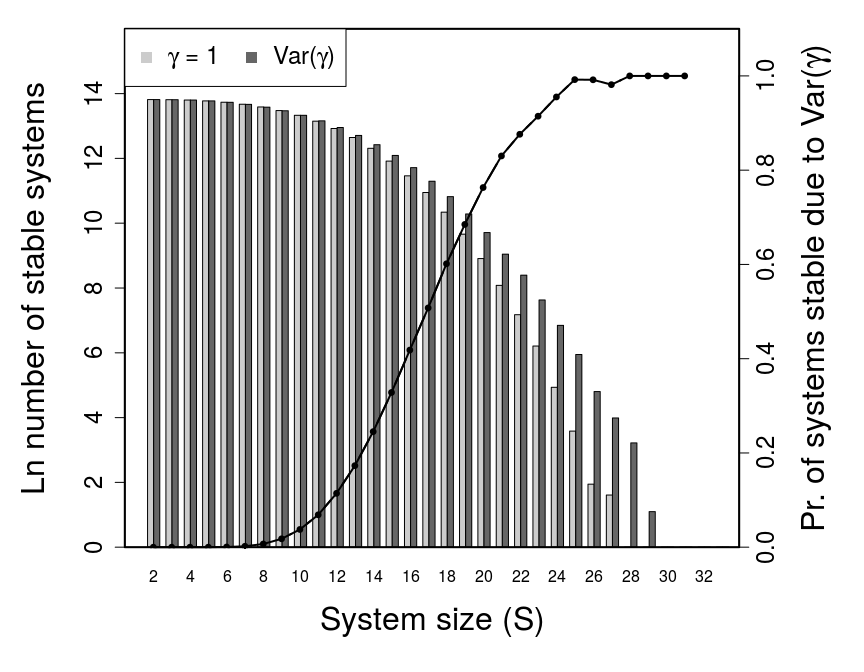 γ = 1 Var(γ)
Ln number of stable systems
14
12
10
8
6
4
2
0
1.0
0.8
0.6
0.4
0.2
0.0
Pr. of systems stable due to Var(γ)
2 4 6 8 10 12 14 16 18 20 22 24 26 28 30 32
System size (S)